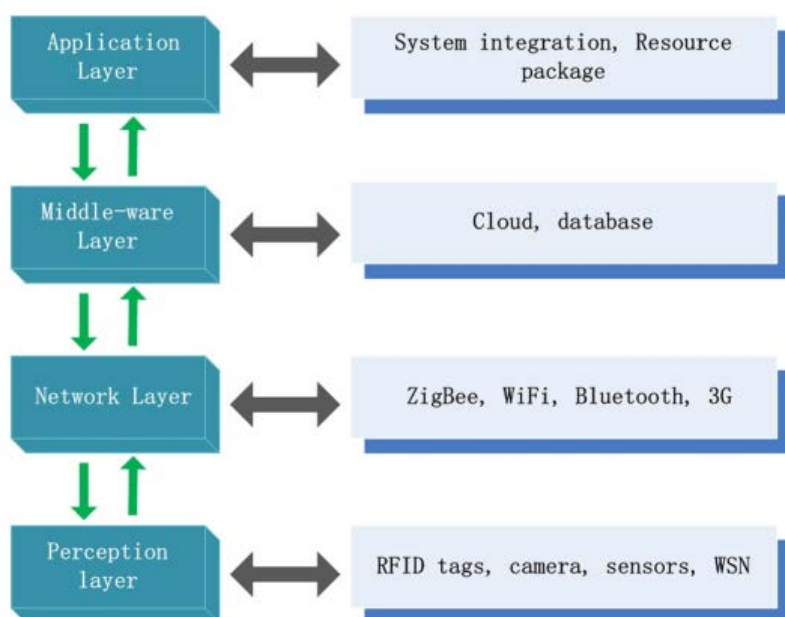 Application
Layer
System integration, Resource
package
Middle-ware
Layer
Cloud, database
Network Layer
ZigBee, WiFi, Bluetooth, 3G
Perception
layer
RFID tags, camera, sensors, WSN